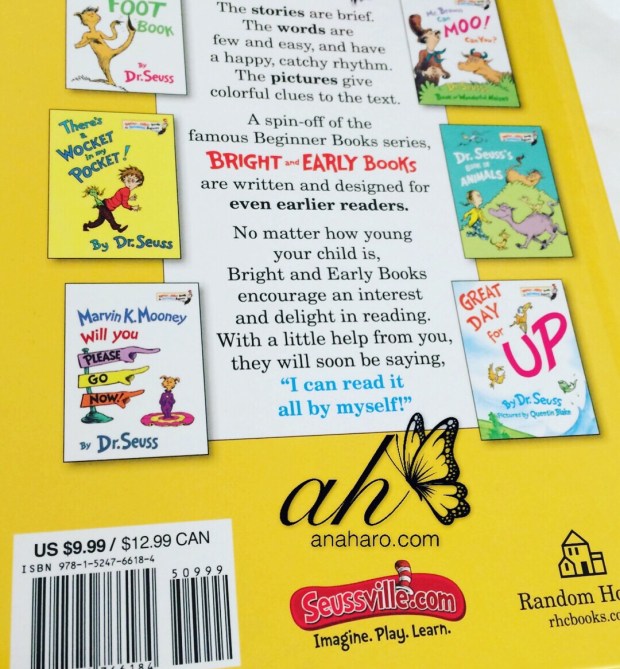 FOOT
BOOK
By
Dr. Seuss
The stories are brief.
The words are
few and easy, and have
a happy, catchy rhythm.
The pictures give
colorful clues to the text.
Mr. Brown
Can
MOO!
Can You?
There's
a
WOCKET
in my
POCKET!
By Dr. Seuss
A spin-off of the
famous Beginner Books series,
BRIGHT and EARLY BOOKS
are written and designed for
even earlier readers.
Dr. Seuss's
BOOK OF
ANIMALS
No matter how young
your child is,
Bright and Early Books
encourage an interest
and delight in reading.
With a little help from you,
they will soon be saying,
"I can read it
all by myself!"
Marvin K. Mooney
Will you
PLEASE
GO
NOW!
By Dr. Seuss
GREAT
DAY
for
UP
By Dr. Seuss
Pictures by Quentin Blake
ah
anaharo.com
US $9.99 / $12.99 CAN
ISBN 978-1-5247-6618-4
50999
Seussville.com
Imagine. Play. Learn.
Random Ho
rhcbooks.co